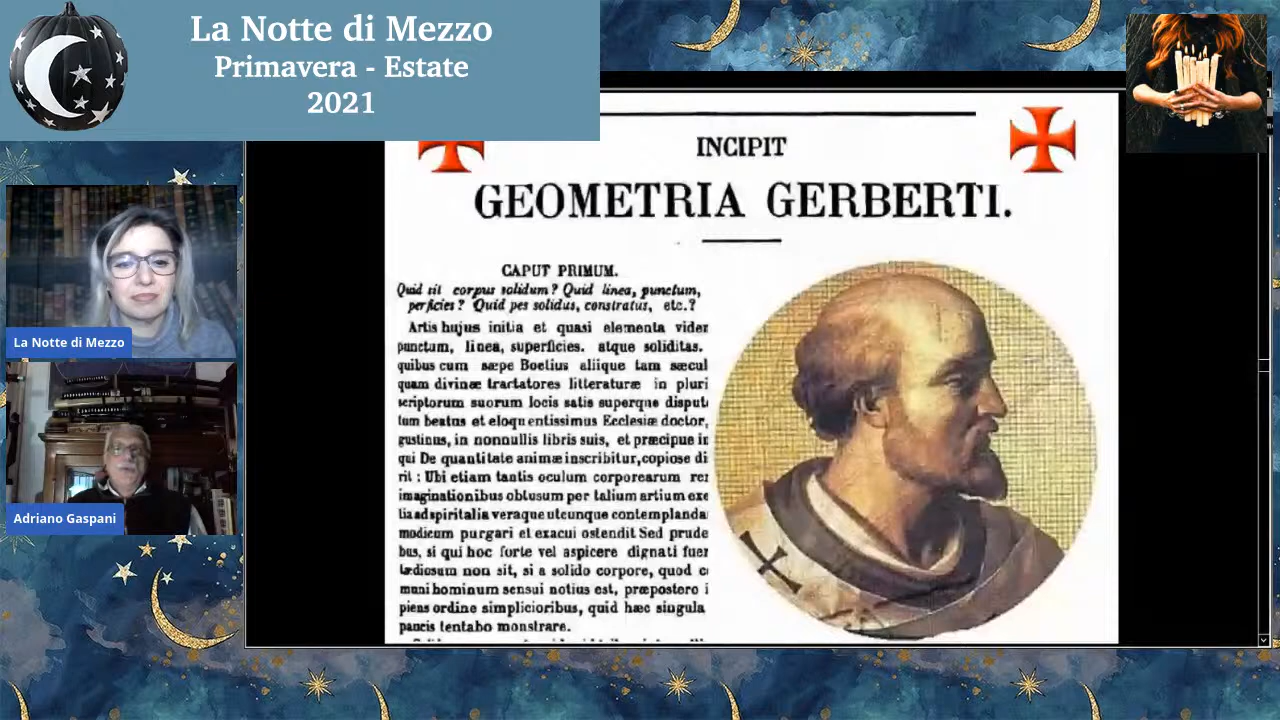 La Notte di Mezzo
Primavera - Estate
2021
La Notte di Mezzo
Adriano Gaspani
INCIPIT
GEOMETRIA GERBERTI.
CAPUT PRIMUM.
Quid sit corpus solidum? Quid linea, punctum,
perficies? Quid pes solidus, constratus, etc.?
Artis hujus initia et quasi elementa vider
punctum, linea, superficies. atque soliditas.
quibus cum sæpe Boetius aliique tam sæcul
quam divinæ tractatores litteraturæ in pluri
scriptorum suorum locis satis superque disput
tum beatus et eloquentissimus Ecclesiæ doctor,
gustinus, in nonnullis libris suis, et præcipue in
qui De quantitate animæ inscribitur, copiose di
rit : Ubi etiam tantis oculum corporearum rer
imaginationibus obtusum per talium artium exe
tia ad spiritalia veraque utcunque contemplanda
modicum purgari et exacui ostendit Sed prude
bus, si qui hoc forte vel aspicere dignati fuer
tædiosum non sit, si a solido corpore, quod c
muni hominum sensui notius est, præpostero i
piens ordine simplicioribus, quid hæc singula
paucis tentabo monstrare.